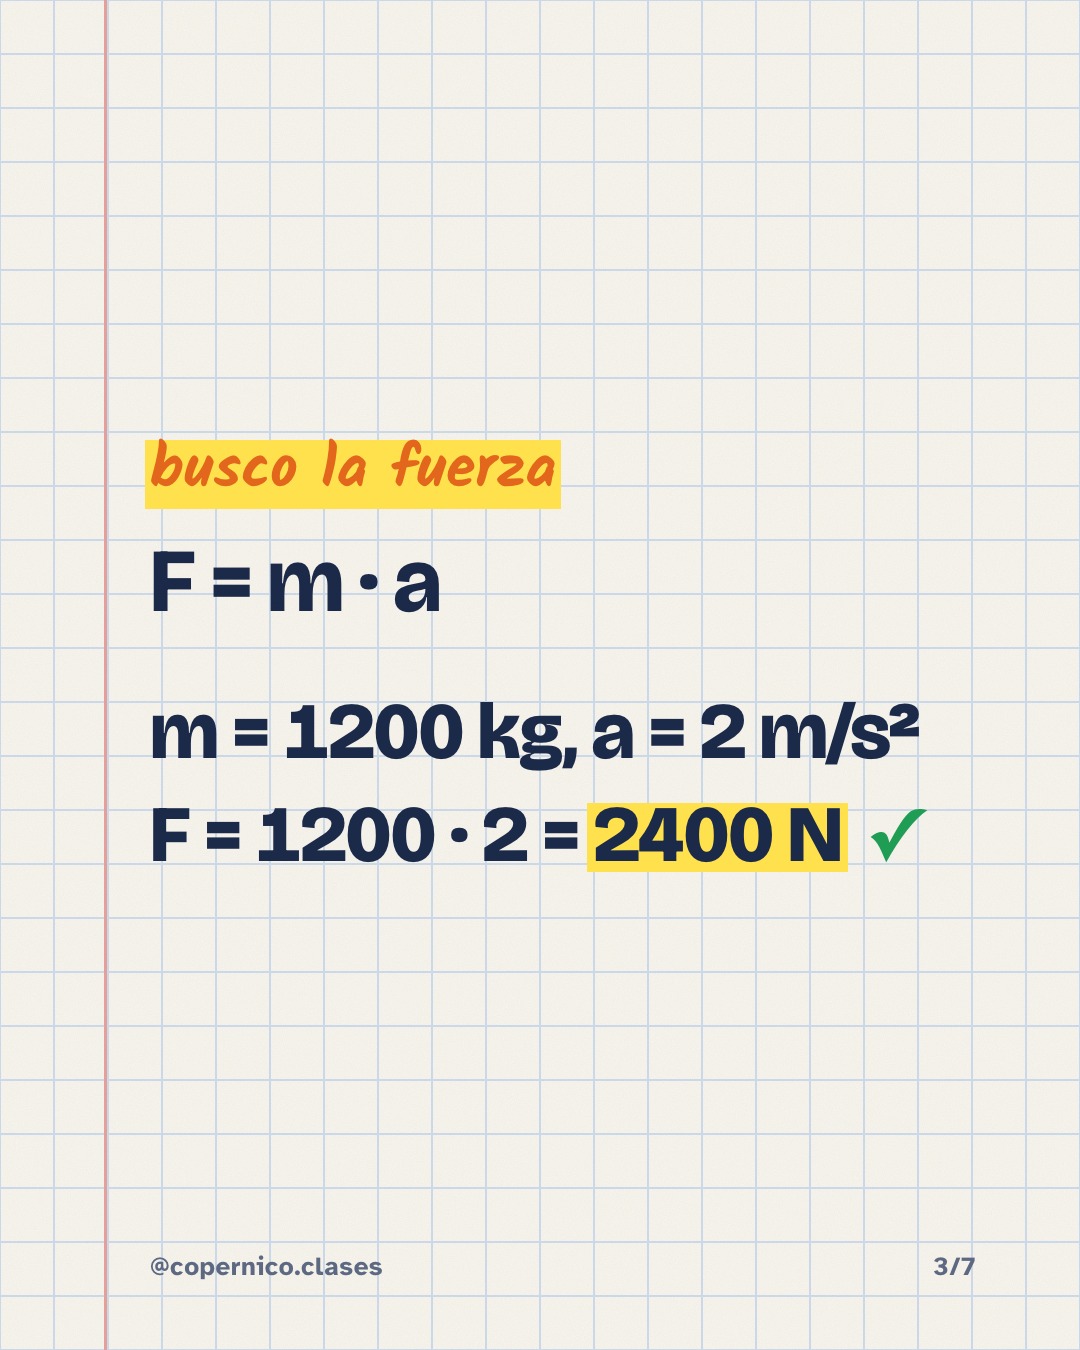 busco la fuerza
F = m · a
m = 1200 kg, a = 2 m/s²
F = 1200 · 2 = 2400 N ✓
@copernico.clases
3/7